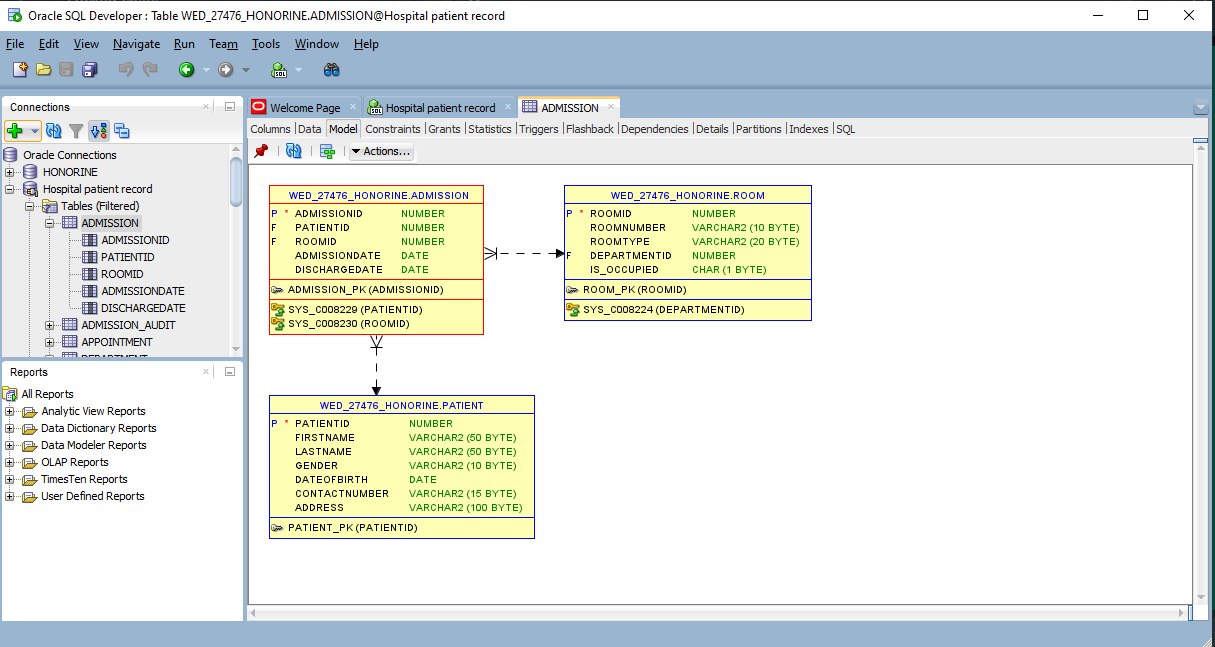 Oracle SQL Developer : Table WED_27476_HONORINE.ADMISSION@Hospital patient record
File Edit View Navigate Run Team Tools Window Help
Connections
Oracle Connections
HONORINE
Hospital patient record
Tables (Filtered)
ADMISSION
ADMISSIONID
PATIENTID
ROOMID
ADMISSIONDATE
DISCHARGEDATE
ADMISSION_AUDIT
APPOINTMENT
DEPARTMENT
Reports
All Reports
Analytic View Reports
Data Dictionary Reports
Data Modeler Reports
OLAP Reports
TimesTen Reports
User Defined Reports
Welcome Page Hospital patient record ADMISSION
Columns Data Model Constraints Grants Statistics Triggers Flashback Dependencies Details Partitions Indexes SQL
Actions...
WED_27476_HONORINE.ADMISSION
P * ADMISSIONID NUMBER
F PATIENTID NUMBER
F ROOMID NUMBER
ADMISSIONDATE DATE
DISCHARGEDATE DATE
ADMISSION_PK (ADMISSIONID)
SYS_C008229 (PATIENTID)
SYS_C008230 (ROOMID)
WED_27476_HONORINE.ROOM
P * ROOMID NUMBER
ROOMNUMBER VARCHAR2 (10 BYTE)
ROOMTYPE VARCHAR2 (20 BYTE)
F DEPARTMENTID NUMBER
IS_OCCUPIED CHAR (1 BYTE)
ROOM_PK (ROOMID)
SYS_C008224 (DEPARTMENTID)
WED_27476_HONORINE.PATIENT
P * PATIENTID NUMBER
FIRSTNAME VARCHAR2 (50 BYTE)
LASTNAME VARCHAR2 (50 BYTE)
GENDER VARCHAR2 (10 BYTE)
DATEOFBIRTH DATE
CONTACTNUMBER VARCHAR2 (15 BYTE)
ADDRESS VARCHAR2 (100 BYTE)
PATIENT_PK (PATIENTID)